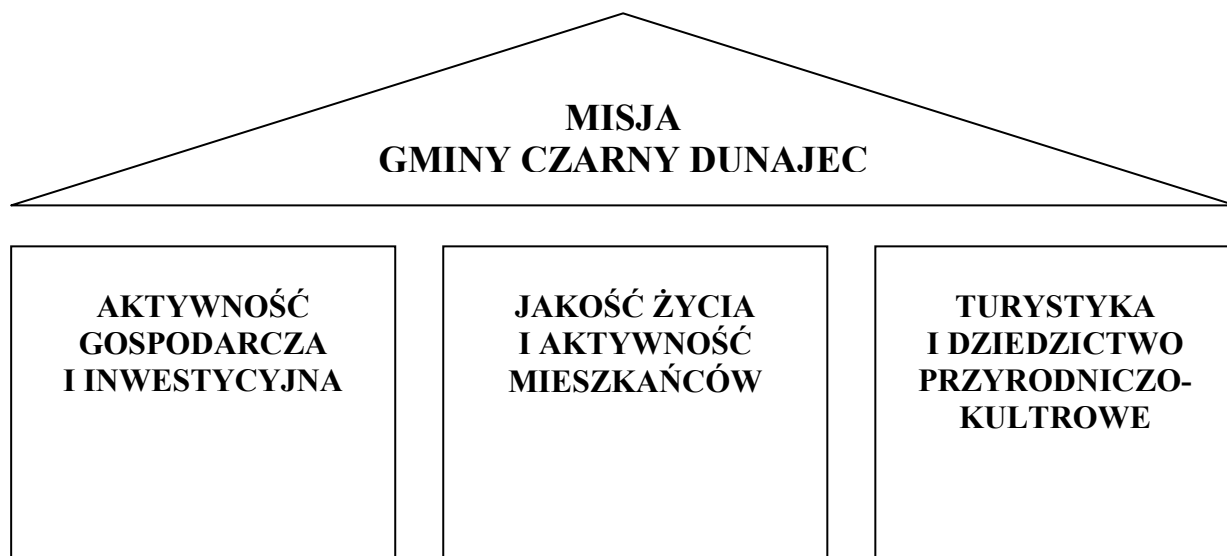 MISJA
GMINY CZARNY DUNAJEC
AKTYWNOŚĆ
GOSPODARCZA
I INWESTYCYJNA
JAKOŚĆ ŻYCIA
I AKTYWNOŚĆ
MIESZKAŃCÓW
TURYSTYKA
I DZIEDZICTWO
PRZYRODNICZO-
KULTROWE